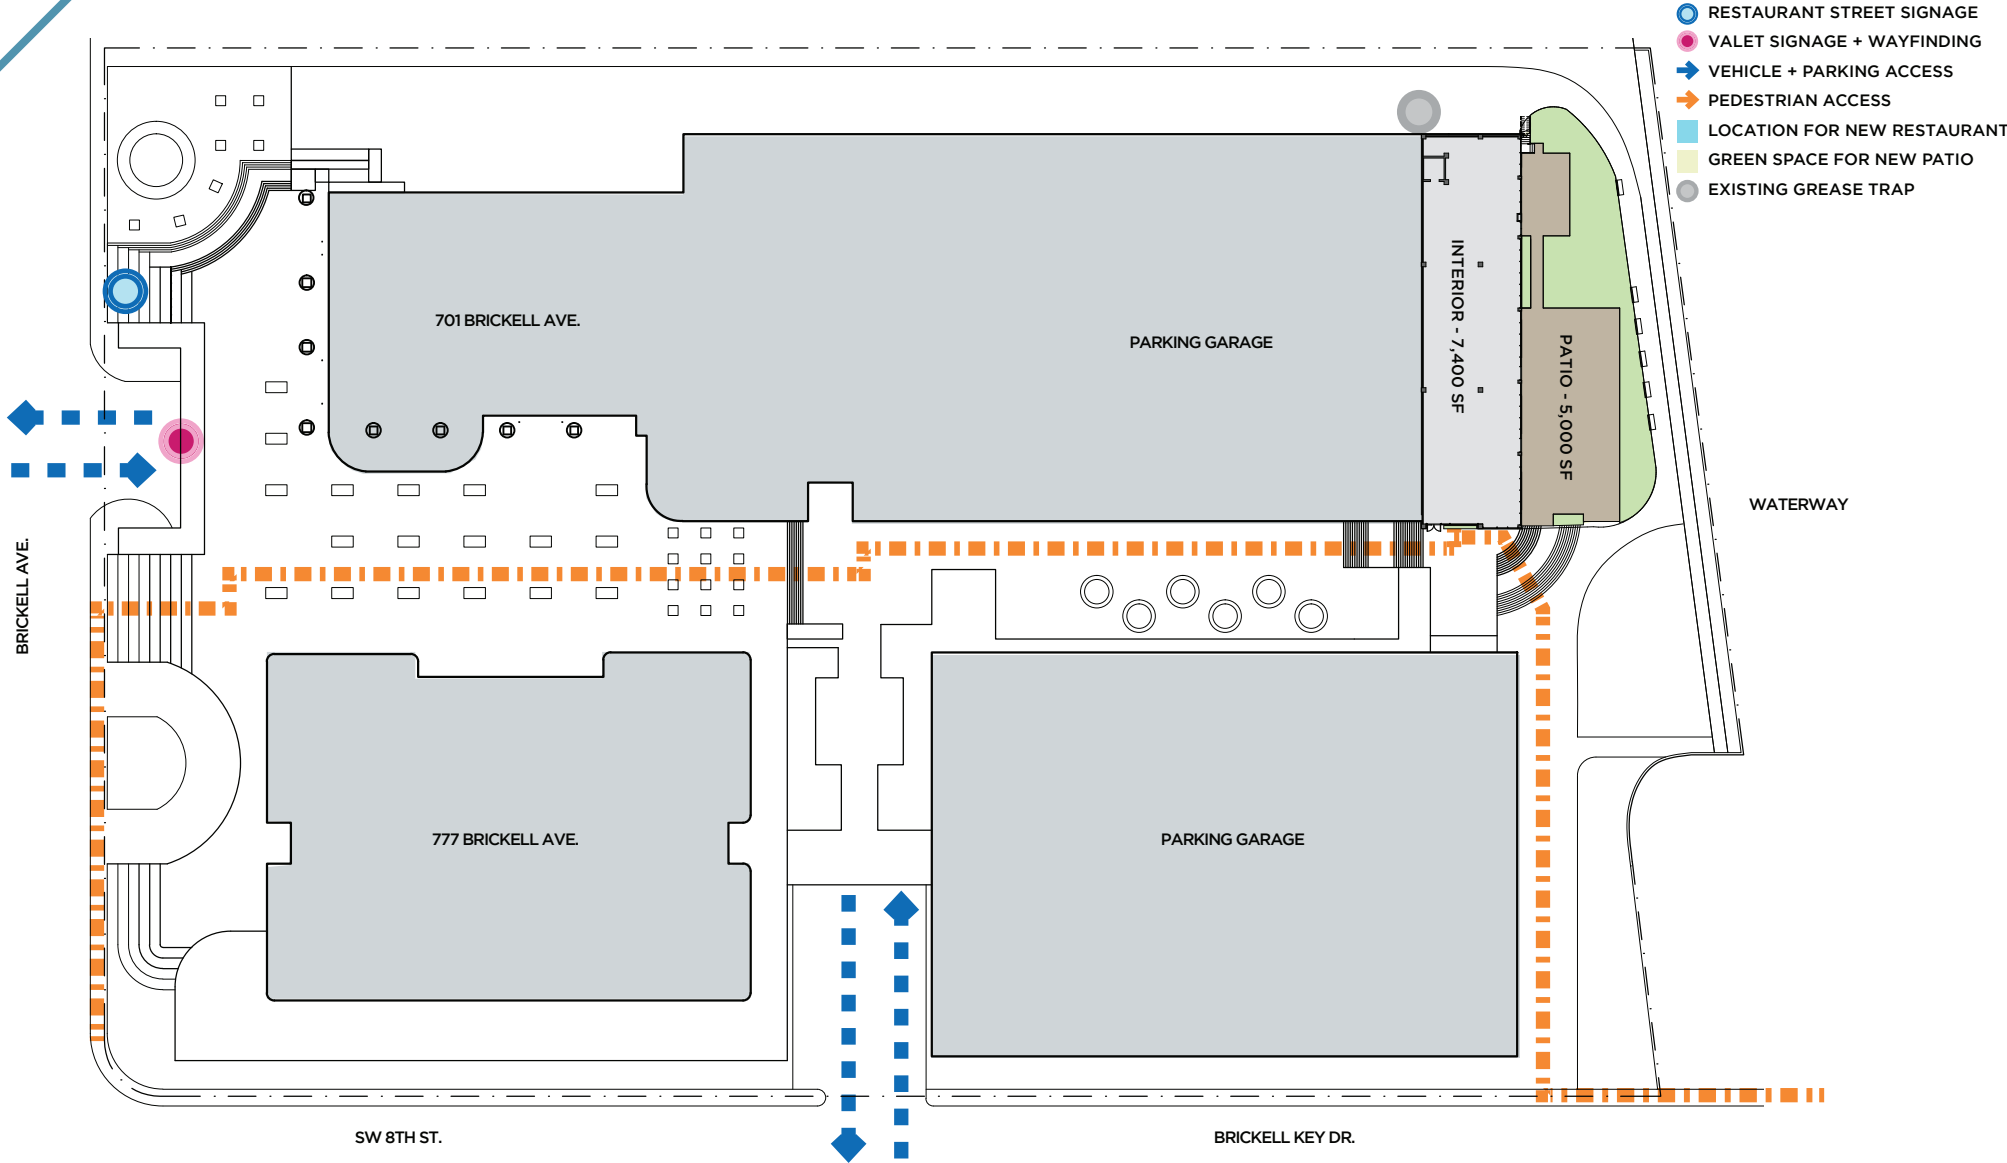 RESTAURANT STREET SIGNAGE
VALET SIGNAGE + WAYFINDING
VEHICLE + PARKING ACCESS
PEDESTRIAN ACCESS
LOCATION FOR NEW RESTAURANT
GREEN SPACE FOR NEW PATIO
EXISTING GREASE TRAP
701 BRICKELL AVE.
PARKING GARAGE
INTERIOR - 7,400 SF
PATIO - 5,000 SF
WATERWAY
BRICKELL AVE.
777 BRICKELL AVE.
PARKING GARAGE
SW 8TH ST.
BRICKELL KEY DR.